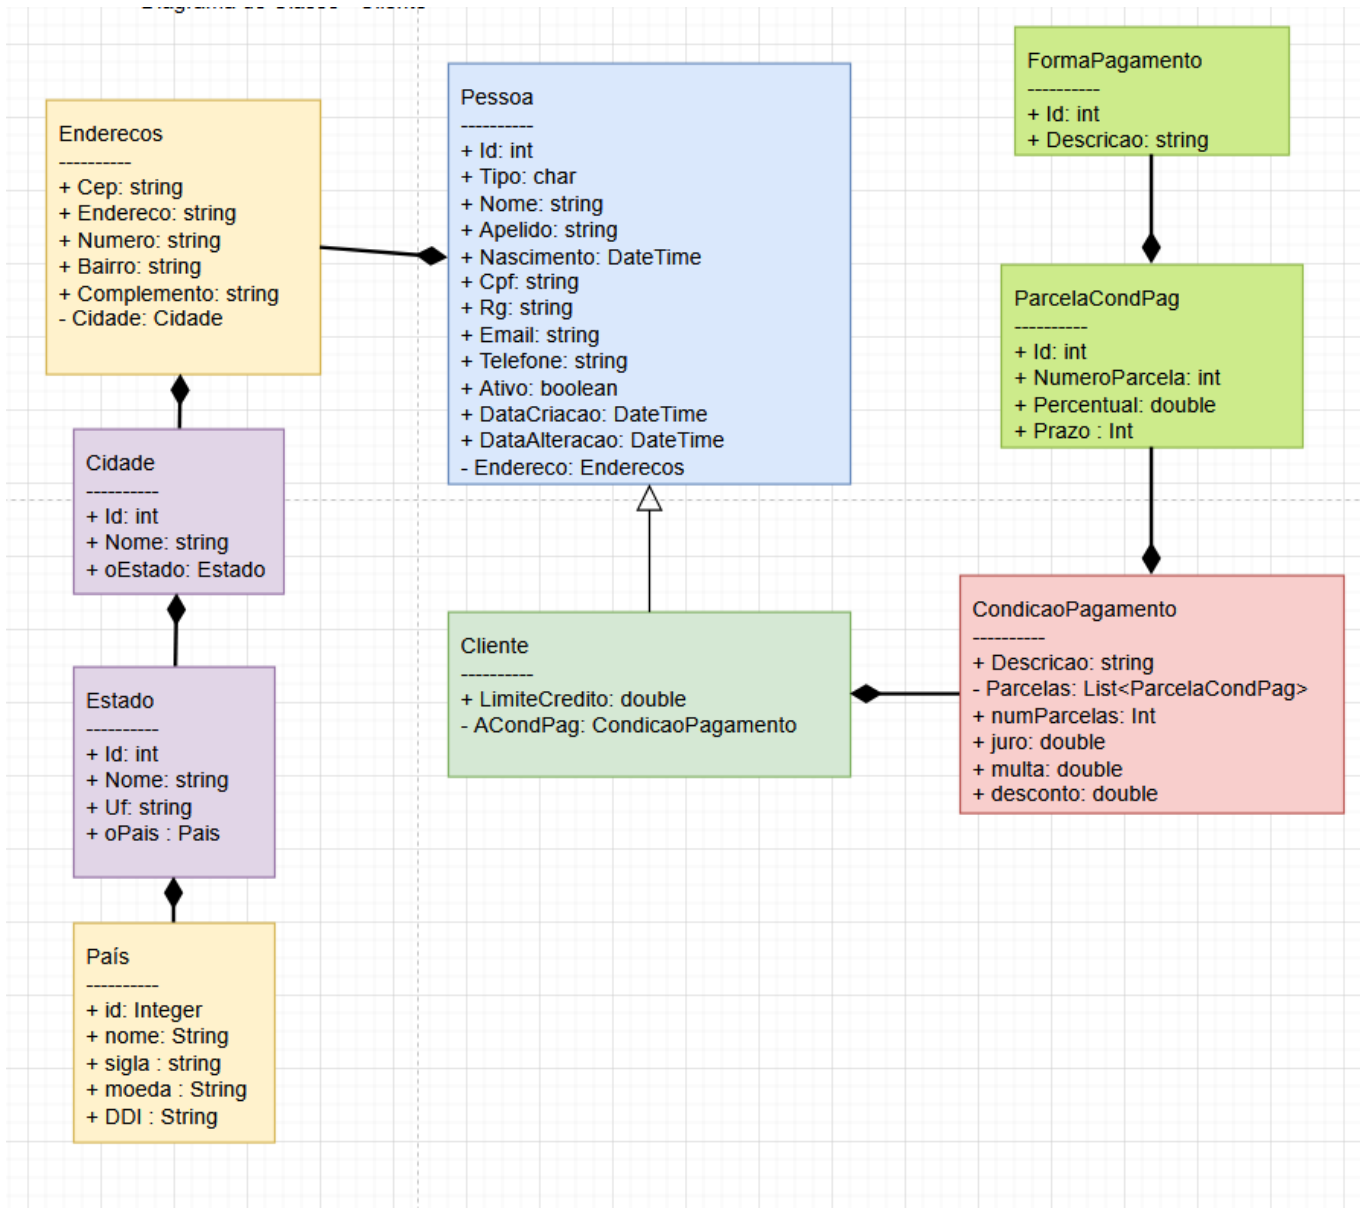 Enderecos
----------
+ Cep: string
+ Endereco: string
+ Numero: string
+ Bairro: string
+ Complemento: string
- Cidade: Cidade
Cidade
----------
+ Id: int
+ Nome: string
+ oEstado: Estado
Estado
----------
+ Id: int
+ Nome: string
+ Uf: string
+ oPais : Pais
País
----------
+ id: Integer
+ nome: String
+ sigla : string
+ moeda : String
+ DDI : String
Pessoa
----------
+ Id: int
+ Tipo: char
+ Nome: string
+ Apelido: string
+ Nascimento: DateTime
+ Cpf: string
+ Rg: string
+ Email: string
+ Telefone: string
+ Ativo: boolean
+ DataCriacao: DateTime
+ DataAlteracao: DateTime
- Endereco: Enderecos
Cliente
----------
+ LimiteCredito: double
- ACondPag: CondicaoPagamento
FormaPagamento
----------
+ Id: int
+ Descricao: string
ParcelaCondPag
----------
+ Id: int
+ NumeroParcela: int
+ Percentual: double
+ Prazo : Int
CondicaoPagamento
----------
+ Descricao: string
- Parcelas: List<ParcelaCondPag>
+ numParcelas: Int
+ juro: double
+ multa: double
+ desconto: double